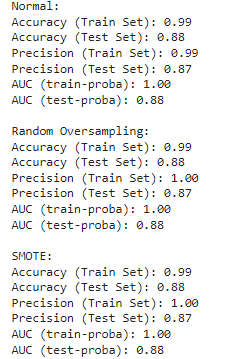 Normal:
Accuracy (Train Set): 0.99
Accuracy (Test Set): 0.88
Precision (Train Set): 0.99
Precision (Test Set): 0.87
AUC (train-proba): 1.00
AUC (test-proba): 0.88
Random Oversampling:
Accuracy (Train Set): 0.99
Accuracy (Test Set): 0.88
Precision (Train Set): 1.00
Precision (Test Set): 0.87
AUC (train-proba): 1.00
AUC (test-proba): 0.88
SMOTE:
Accuracy (Train Set): 0.99
Accuracy (Test Set): 0.88
Precision (Train Set): 1.00
Precision (Test Set): 0.87
AUC (train-proba): 1.00
AUC (test-proba): 0.88